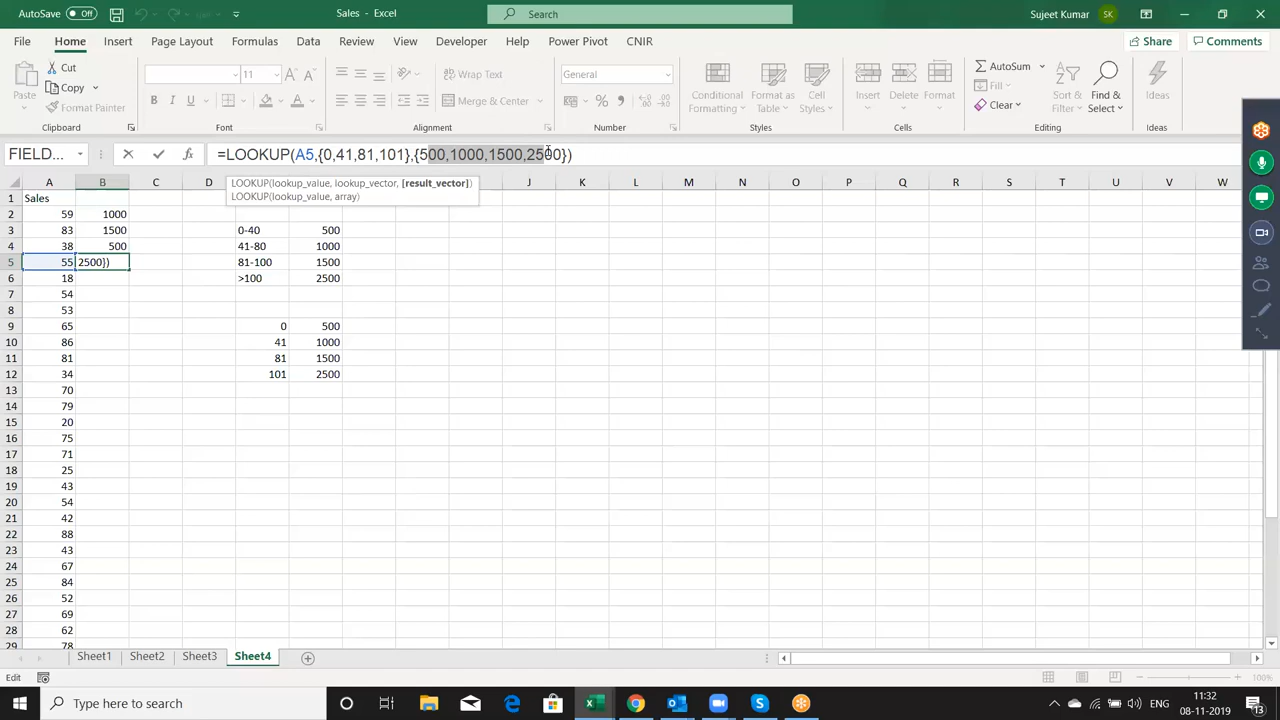 AutoSave Off
Sales - Excel
Search
Sujeet Kumar SK
File Home Insert Page Layout Formulas Data Review View Developer Help Power Pivot CNIR Share Comments
Paste
Cut
Copy
Format Painter
Clipboard
11
Font
Wrap Text
Merge & Center
Alignment
General
Number
Conditional Formatting
Format as Table
Cell Styles
Styles
Insert Delete Format
Cells
AutoSum
Fill
Clear
Sort & Filter
Find & Select
Editing
Ideas
Ideas
FIELD... =LOOKUP(A5,{0,41,81,101},{500,1000,1500,2500})
LOOKUP(lookup_value, lookup_vector, [result_vector])
LOOKUP(lookup_value, array)
A B C D J K L M N O P Q R S T U V W
1 Sales
2 59 1000
3 83 1500 0-40 500
4 38 500 41-80 1000
5 55 2500}) 81-100 1500
6 18 >100 2500
7 54
8 53
9 65 0 500
10 86 41 1000
11 81 81 1500
12 34 101 2500
13 70
14 79
15 20
16 75
17 71
18 25
19 43
20 54
21 42
22 88
23 43
24 67
25 84
26 52
27 69
28 62
29 78
Sheet1 Sheet2 Sheet3 Sheet4
Edit
100%
Type here to search
ENG
11:32
08-11-2019